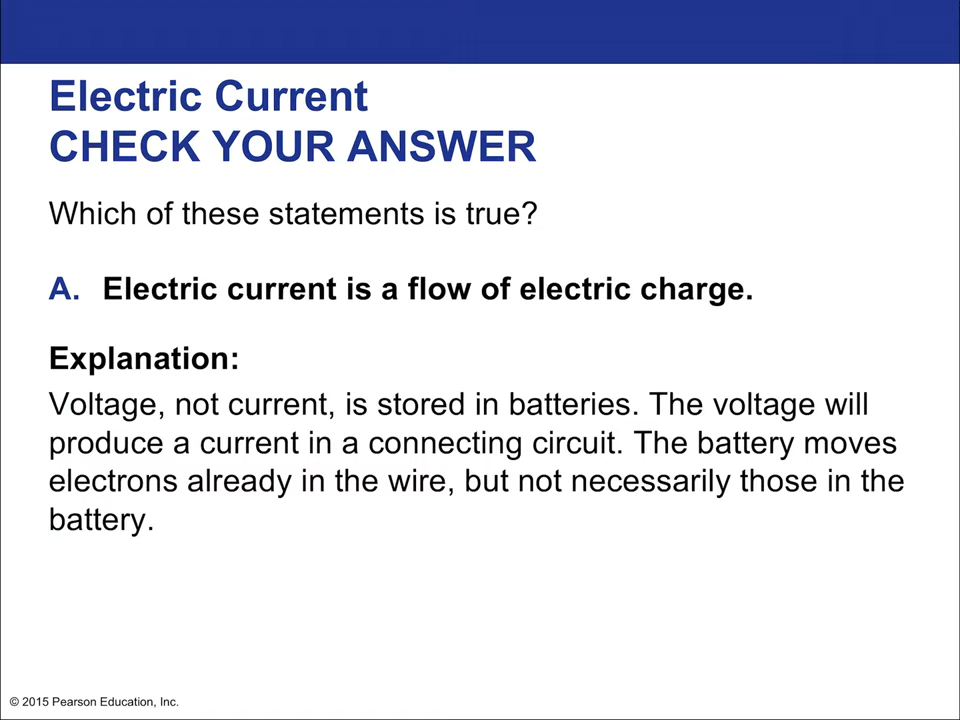 Electric Current
CHECK YOUR ANSWER
Which of these statements is true?
A. Electric current is a flow of electric charge.
Explanation:
Voltage, not current, is stored in batteries. The voltage will
produce a current in a connecting circuit. The battery moves
electrons already in the wire, but not necessarily those in the
battery.
© 2015 Pearson Education, Inc.